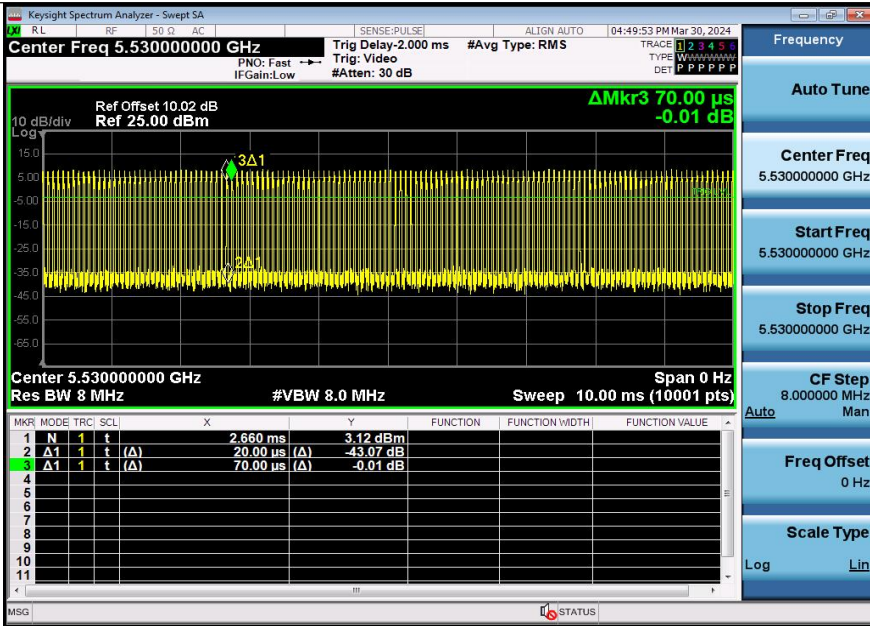 Keysight Spectrum Analyzer - Swept SA
LXI RL RF 50 Ω AC SENSE:PULSE ALIGN AUTO 04:49:53 PM Mar 30, 2024
Center Freq 5.530000000 GHz
PNO: Fast
IFGain:Low
Trig Delay-2.000 ms
Trig: Video
#Atten: 30 dB
#Avg Type: RMS
TRACE 1 2 3 4 5 6
TYPE WWWWWW
DET P P P P P P
Frequency
Auto Tune
Center Freq
5.530000000 GHz
Start Freq
5.530000000 GHz
Stop Freq
5.530000000 GHz
CF Step
8.000000 MHz
Auto Man
Freq Offset
0 Hz
Scale Type
Log Lin
ΔMkr3 70.00 µs
-0.01 dB
Ref Offset 10.02 dB
10 dB/div Ref 25.00 dBm
Log
15.0
5.00
-5.00
-15.0
-25.0
-35.0
-45.0
-55.0
-65.0
3Δ1
2Δ1
Center 5.530000000 GHz Span 0 Hz
Res BW 8 MHz #VBW 8.0 MHz Sweep 10.00 ms (10001 pts)
MKR MODE TRC SCL X Y FUNCTION FUNCTION WIDTH FUNCTION VALUE
1 N 1 t 2.660 ms 3.12 dBm
2 Δ1 1 t (Δ) 20.00 µs (Δ) -43.07 dB
3 Δ1 1 t (Δ) 70.00 µs (Δ) -0.01 dB
4
5
6
7
8
9
10
11
MSG STATUS